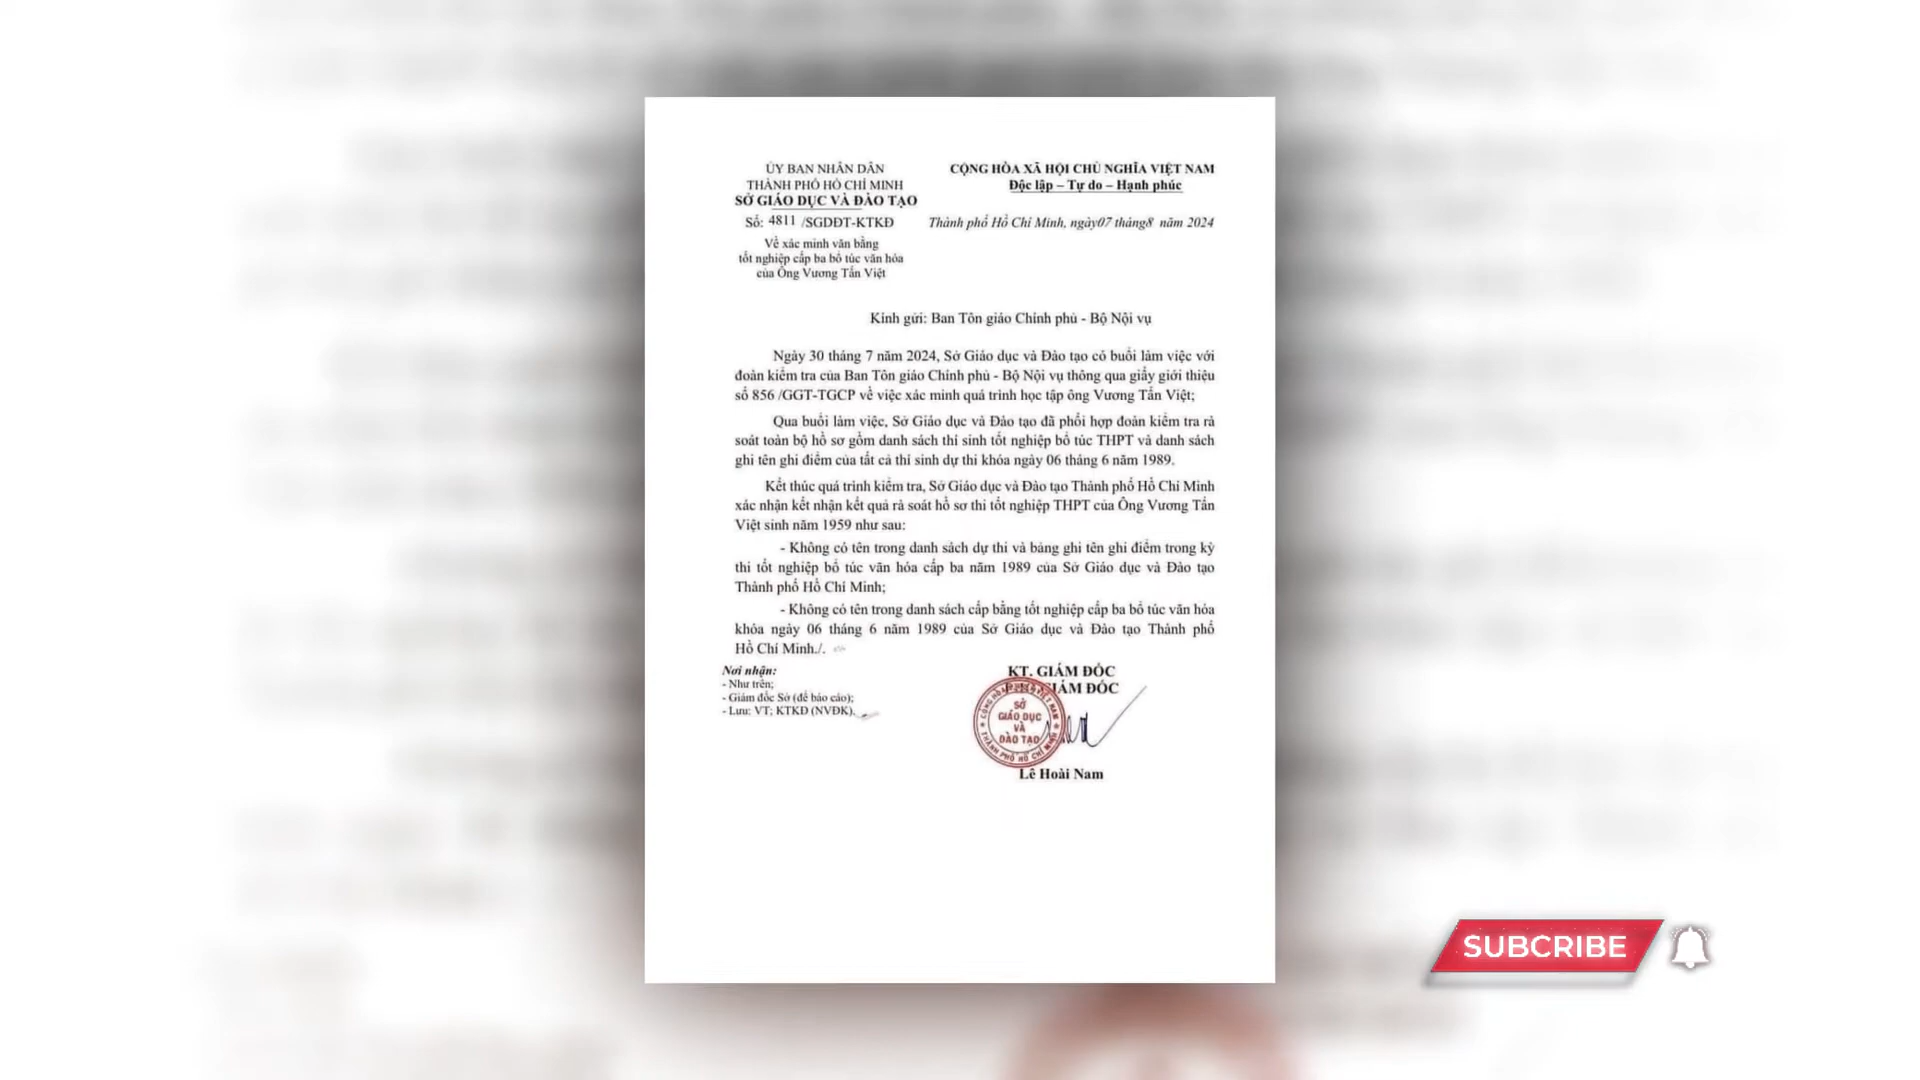 ỦY BAN NHÂN DÂN
THÀNH PHỐ HỒ CHÍ MINH
SỞ GIÁO DỤC VÀ ĐÀO TẠO
Số: 4811 /SGDĐT-KTKĐ
Về xác minh văn bằng
tốt nghiệp cấp ba bổ túc văn hóa
của Ông Vương Tấn Việt
CỘNG HÒA XÃ HỘI CHỦ NGHĨA VIỆT NAM
Độc lập – Tự do – Hạnh phúc
Thành phố Hồ Chí Minh, ngày07 tháng8 năm 2024
Kính gửi: Ban Tôn giáo Chính phủ - Bộ Nội vụ
Ngày 30 tháng 7 năm 2024, Sở Giáo dục và Đào tạo có buổi làm việc với
đoàn kiểm tra của Ban Tôn giáo Chính phủ - Bộ Nội vụ thông qua giấy giới thiệu
số 856 /GGT-TGCP về việc xác minh quá trình học tập ông Vương Tấn Việt;
Qua buổi làm việc, Sở Giáo dục và Đào tạo đã phối hợp đoàn kiểm tra rà
soát toàn bộ hồ sơ gồm danh sách thí sinh tốt nghiệp bổ túc THPT và danh sách
ghi tên ghi điểm của tất cả thí sinh dự thi khóa ngày 06 tháng 6 năm 1989.
Kết thúc quá trình kiểm tra, Sở Giáo dục và Đào tạo Thành phố Hồ Chí Minh
xác nhận kết nhận kết quả rà soát hồ sơ thi tốt nghiệp THPT của Ông Vương Tấn
Việt sinh năm 1959 như sau:
- Không có tên trong danh sách dự thi và bảng ghi tên ghi điểm trong kỳ
thi tốt nghiệp bổ túc văn hóa cấp ba năm 1989 của Sở Giáo dục và Đào tạo
Thành phố Hồ Chí Minh;
- Không có tên trong danh sách cấp bằng tốt nghiệp cấp ba bổ túc văn hóa
khóa ngày 06 tháng 6 năm 1989 của Sở Giáo dục và Đào tạo Thành phố
Hồ Chí Minh./.
Nơi nhận:
- Như trên;
- Giám đốc Sở (để báo cáo);
- Lưu: VT; KTKĐ (NVĐK).
KT. GIÁM ĐỐC
GIÁM ĐỐC
SỞ
GIÁO DỤC
VÀ
ĐÀO TẠO
THÀNH PHỐ HỒ CHÍ MINH
Lê Hoài Nam
SUBCRIBE